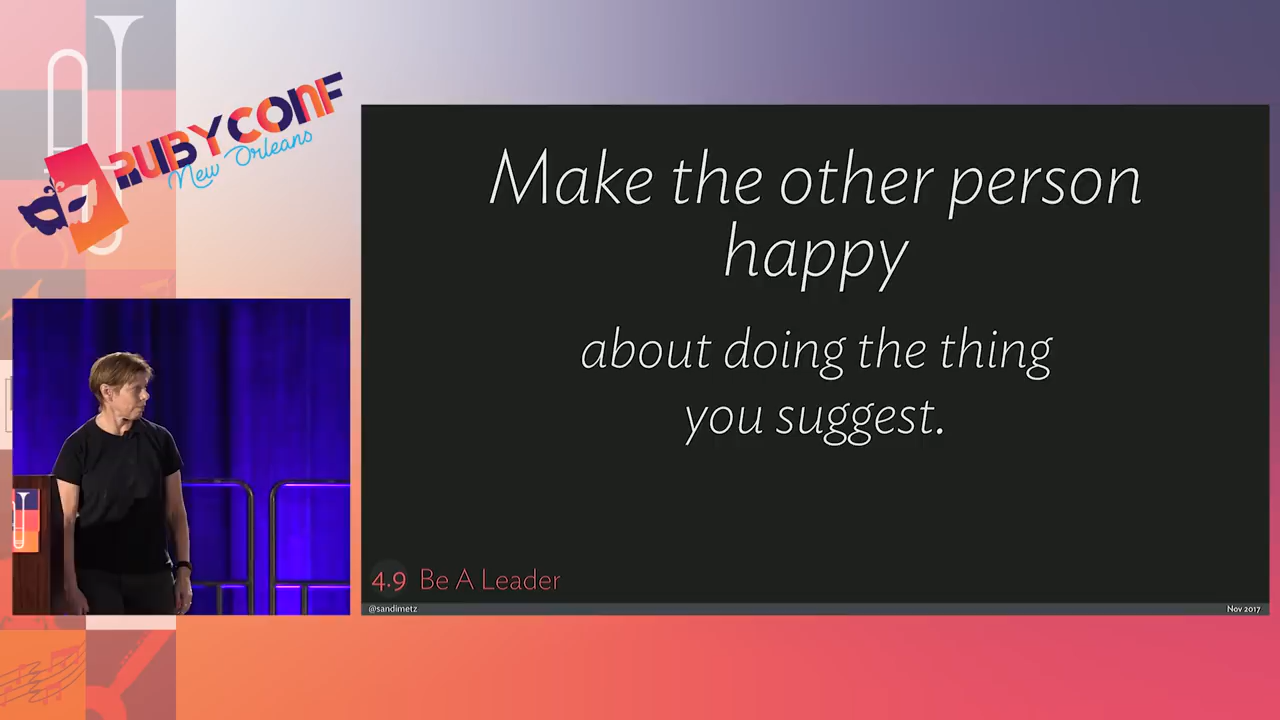 RUBYCONF
New Orleans
Make the other person
happy
about doing the thing
you suggest.
4.9 Be A Leader
@sandimetz
Nov 2017